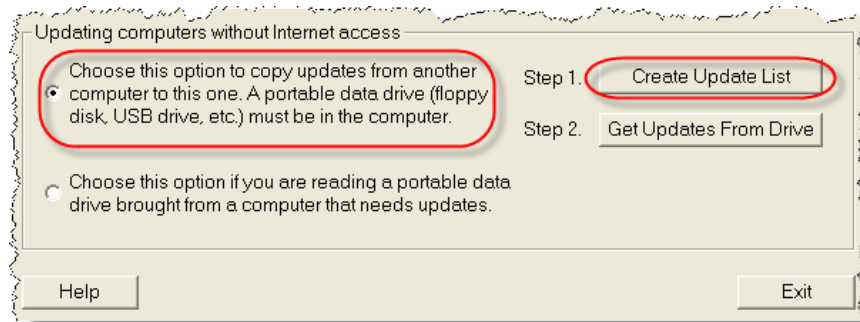 Updating computers without Internet access
Choose this option to copy updates from another
computer to this one. A portable data drive (floppy
disk, USB drive, etc.) must be in the computer.
Step 1.
Create Update List
Step 2.
Get Updates From Drive
Choose this option if you are reading a portable data
drive brought from a computer that needs updates.
Help
Exit